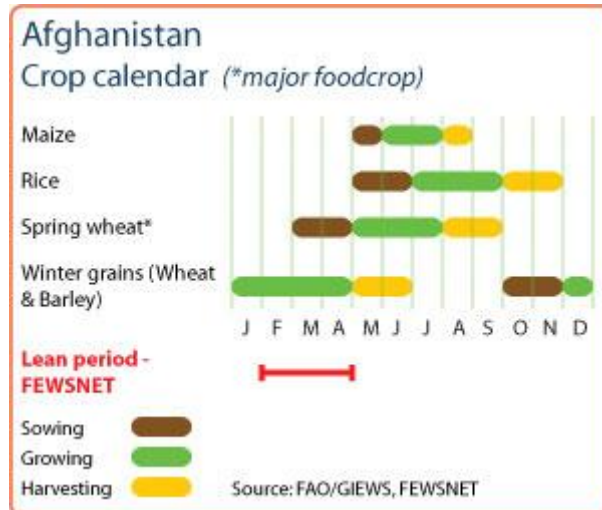 Afghanistan
Crop calendar (*major foodcrop)
Maize
Rice
Spring wheat*
Winter grains (Wheat
& Barley)
J F M A M J J A S O N D
Lean period -
FEWSNET
Sowing
Growing
Harvesting
Source: FAO/GIEWS, FEWSNET